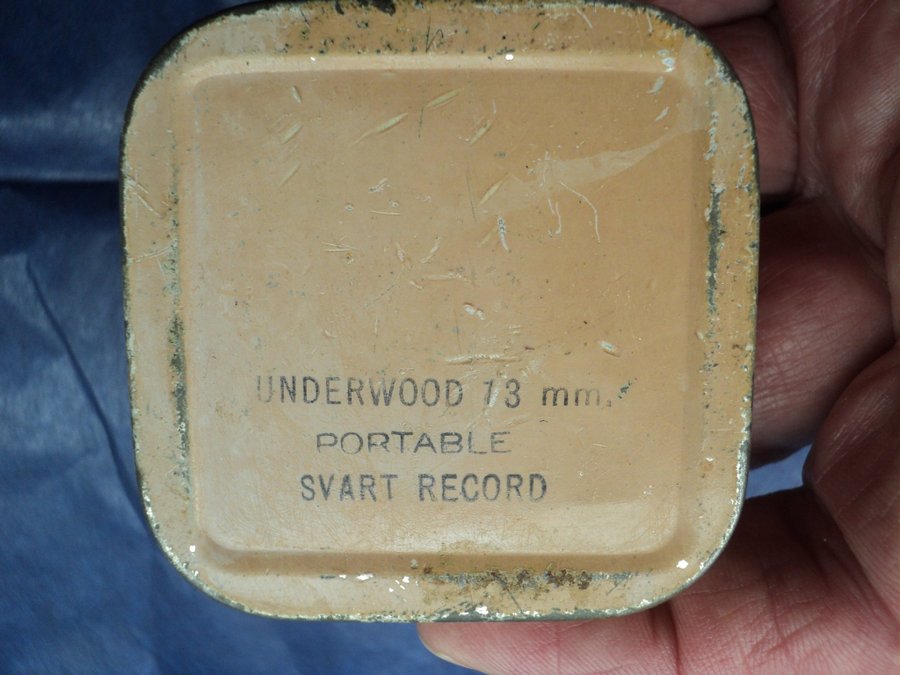 UNDERWOOD 13 mm.
PORTABLE
SVART RECORD